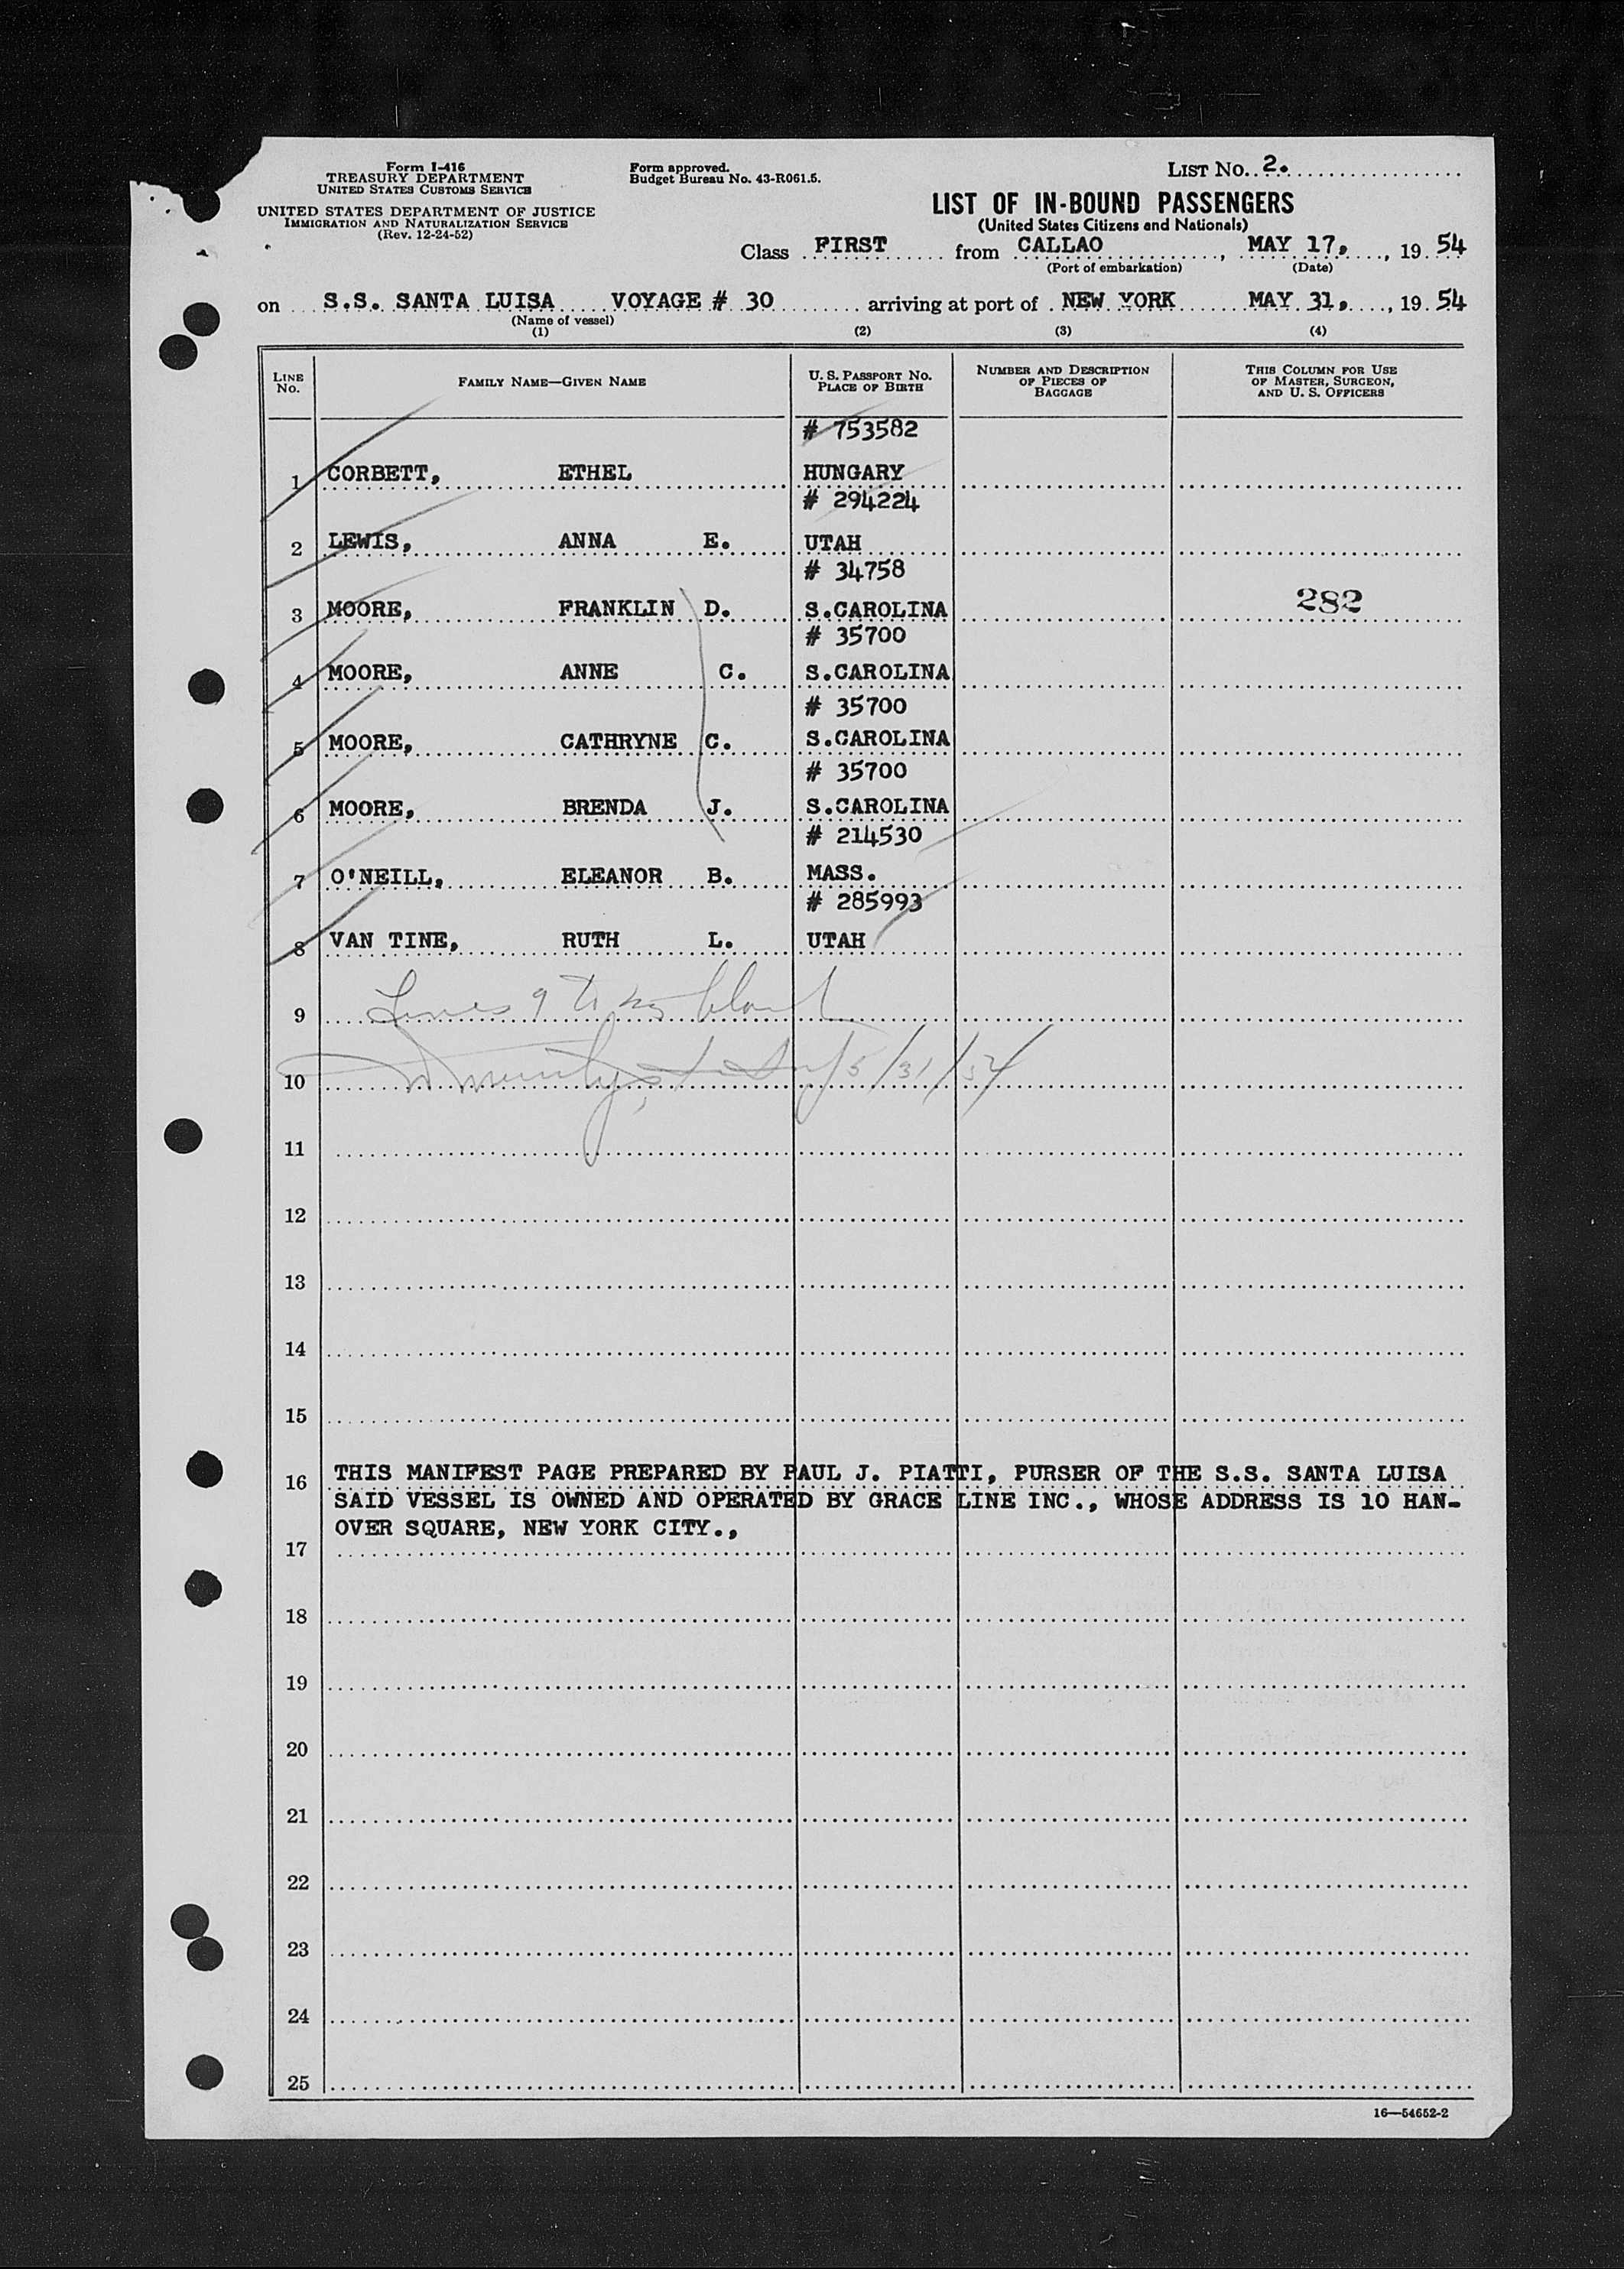 Form I-416
TREASURY DEPARTMENT
UNITED STATES CUSTOMS SERVICE
UNITED STATES DEPARTMENT OF JUSTICE
IMMIGRATION AND NATURALIZATION SERVICE
(Rev. 12-24-52)
Form approved.
Budget Bureau No. 43-R061.5.
LIST No. 2.
LIST OF IN-BOUND PASSENGERS
(United States Citizens and Nationals)
Class FIRST from CALLAO, MAY 17, 19 54
(Port of embarkation) (Date)
on S.S. SANTA LUISA VOYAGE # 30 arriving at port of NEW YORK MAY 31, 19 54
(Name of vessel)
(1) (2) (3) (4)
LINE No. FAMILY NAME—GIVEN NAME U. S. PASSPORT No. PLACE OF BIRTH NUMBER AND DESCRIPTION OF PIECES OF BAGGAGE THIS COLUMN FOR USE OF MASTER, SURGEON, AND U. S. OFFICERS
# 753582
1 CORBETT, ETHEL HUNGARY
# 294224
2 LEWIS, ANNA E. UTAH
# 34758
3 MOORE, FRANKLIN D. S.CAROLINA 282
# 35700
4 MOORE, ANNE C. S.CAROLINA
# 35700
5 MOORE, CATHRYNE C. S.CAROLINA
# 35700
6 MOORE, BRENDA J. S.CAROLINA
# 214530
7 O'NEILL, ELEANOR B. MASS.
# 285993
8 VAN TINE, RUTH L. UTAH
9 Lines 9 to 25 blank
10 5/31/54
11
12
13
14
15
16 THIS MANIFEST PAGE PREPARED BY PAUL J. PIATTI, PURSER OF THE S.S. SANTA LUISA
SAID VESSEL IS OWNED AND OPERATED BY GRACE LINE INC., WHOSE ADDRESS IS 10 HAN-
OVER SQUARE, NEW YORK CITY.,
17
18
19
20
21
22
23
24
25
16—54652-2